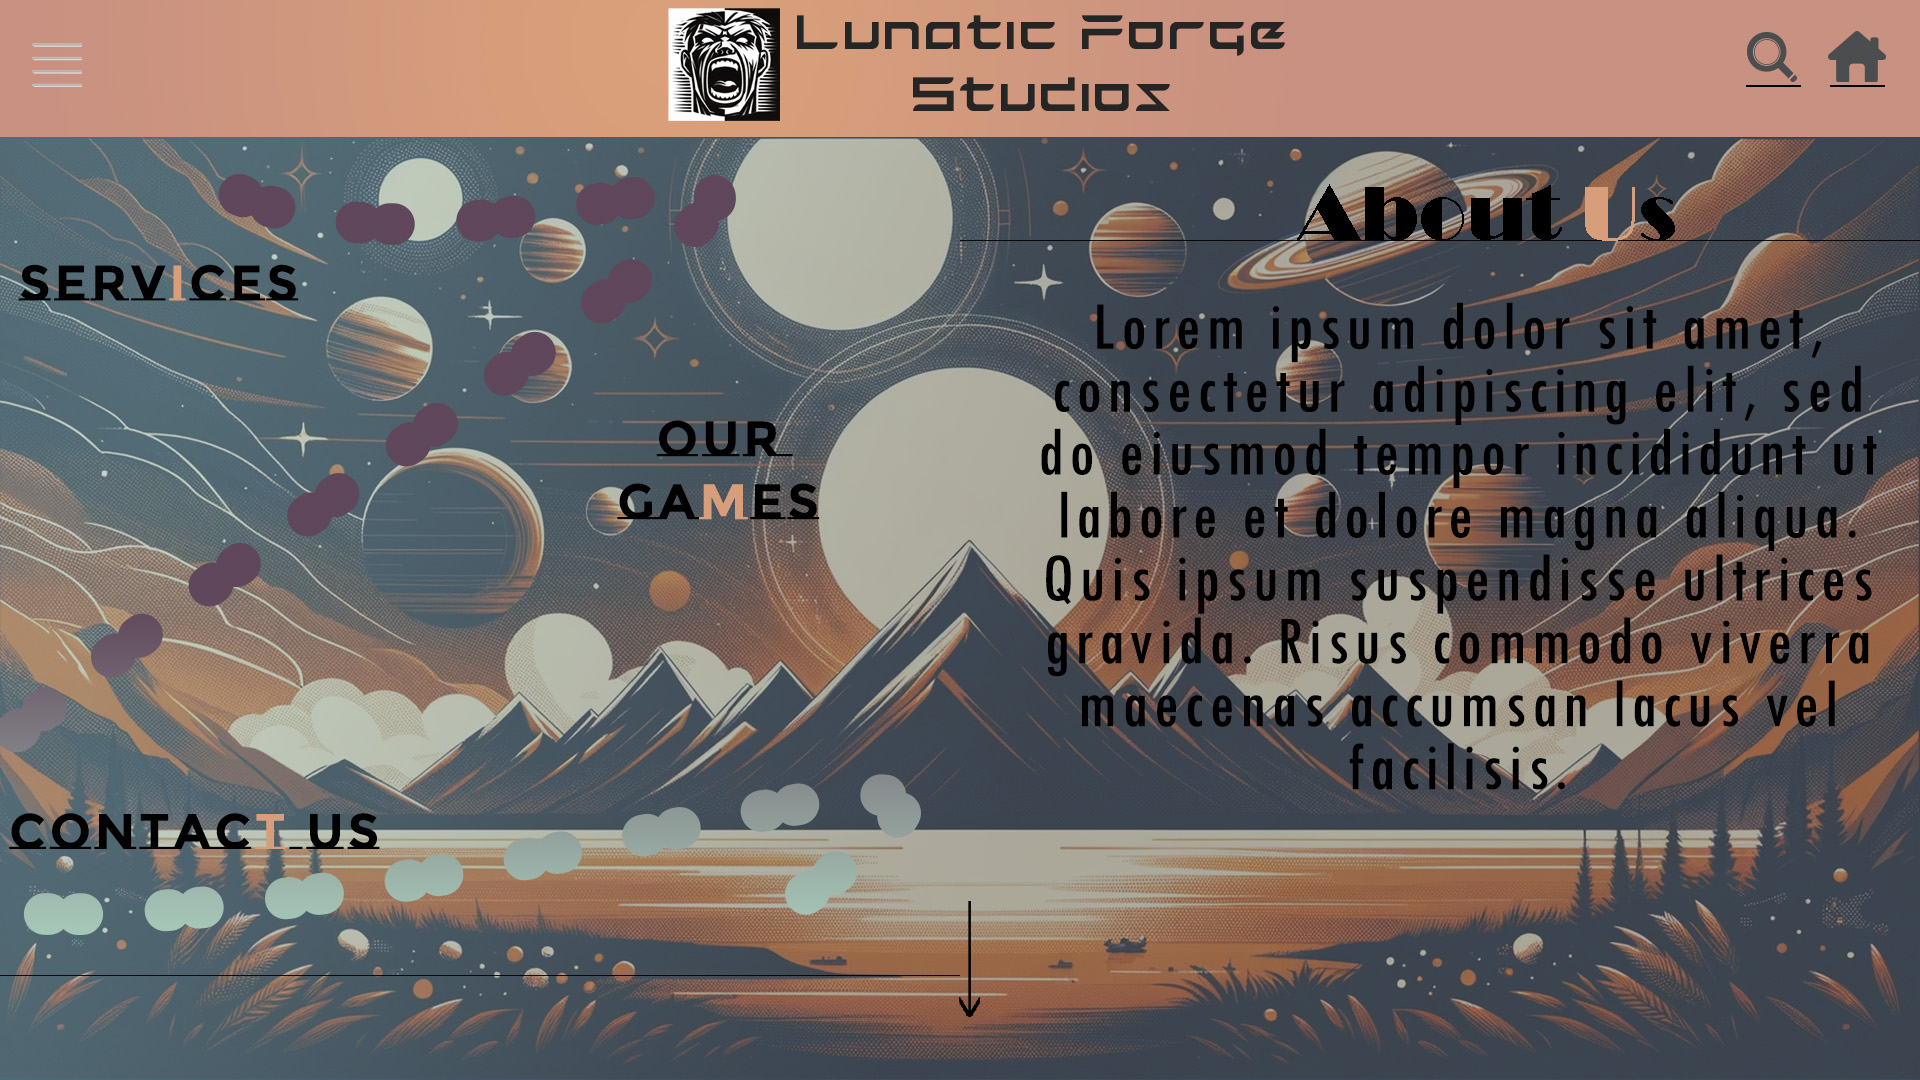 Lunatic Forge
Studios
About Us
SERVICES
OUR
GAMES
CONTACT US
Lorem ipsum dolor sit amet,
consectetur adipiscing elit, sed
do eiusmod tempor incididunt ut
labore et dolore magna aliqua.
Quis ipsum suspendisse ultrices
gravida. Risus commodo viverra
maecenas accumsan lacus vel
facilisis.